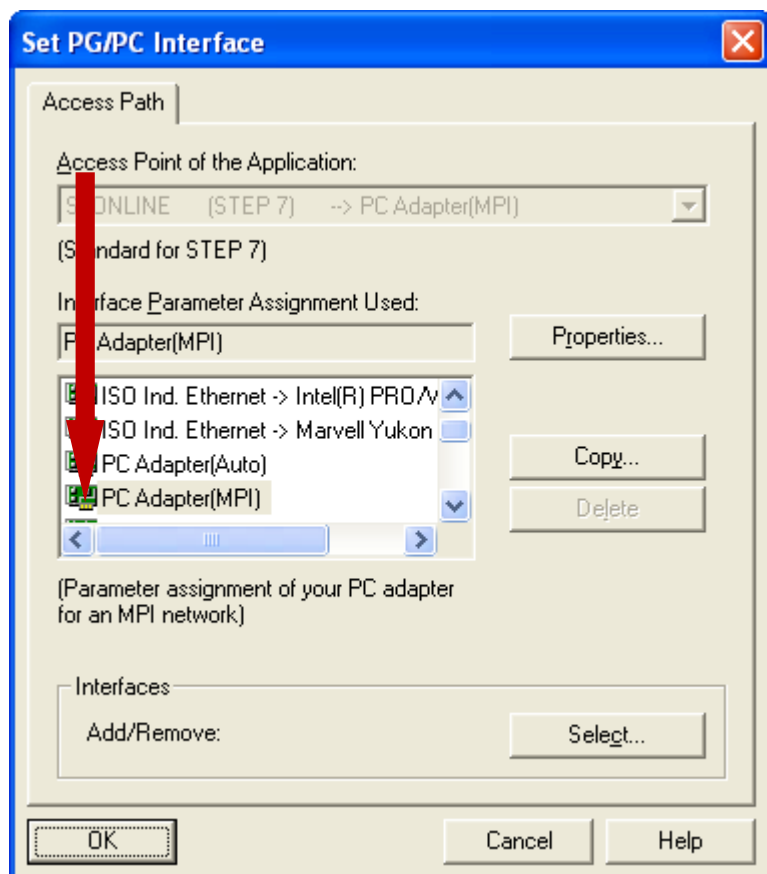 Set PG/PC Interface
Access Path
Access Point of the Application:
ONLINE (STEP 7) --> PC Adapter(MPI)
(Standard for STEP 7)
Interface Parameter Assignment Used:
PC Adapter(MPI)
Properties...
ISO Ind. Ethernet -> Intel(R) PRO/
ISO Ind. Ethernet -> Marvell Yukon
PC Adapter(Auto)
PC Adapter(MPI)
Copy...
Delete
(Parameter assignment of your PC adapter
for an MPI network)
Interfaces
Add/Remove:
Select...
OK
Cancel
Help